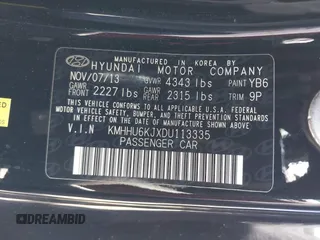 MANUFACTURED IN KOREA BY
HYUNDAI MOTOR COMPANY
NOV/07/13 GVWR 4343 lbs PAINT YB6
GAWR FRONT 2227 lbs GAWR REAR 2315 lbs TRIM 9P
THIS VEHICLE CONFORMS TO ALL APPLICABLE U.S. FEDERAL
MOTOR VEHICLE SAFETY, BUMPER, AND THEFT PREVENTION
STANDARDS IN EFFECT ON THE DATE OF MANUFACTURE
SHOWN ABOVE.
V.I.N KMHHU6KJXDU113335
PASSENGER CAR
DREAMBID